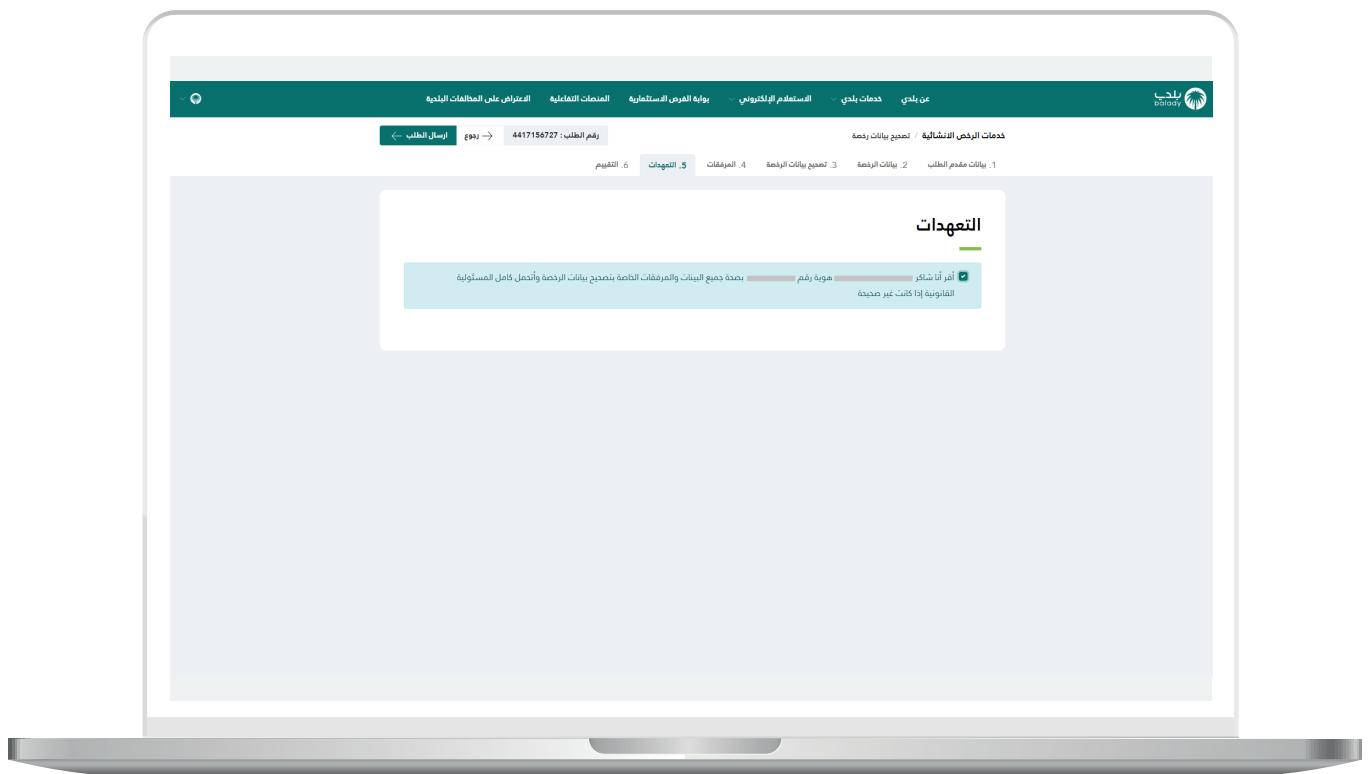 بلدي
balady
عن بلدي
خدمات بلدي
الاستعلام الإلكتروني
بوابة الفرص الاستثمارية
المنصات التفاعلية
الاعتراض على المخالفات البلدية
خدمات الرخص الانشائية / تصحيح بيانات رخصة
رقم الطلب : 4417156727
رجوع
ارسال الطلب
1. بيانات مقدم الطلب
2. بيانات الرخصة
3. تصحيح بيانات الرخصة
4. المرفقات
5. التعهدات
6. التقييم
التعهدات
أقر أنا شاكر هوية رقم بصحة جميع البينات والمرفقات الخاصة بتصحيح بيانات الرخصة وأتحمل كامل المسئولية
القانونية إذا كانت غير صحيحة